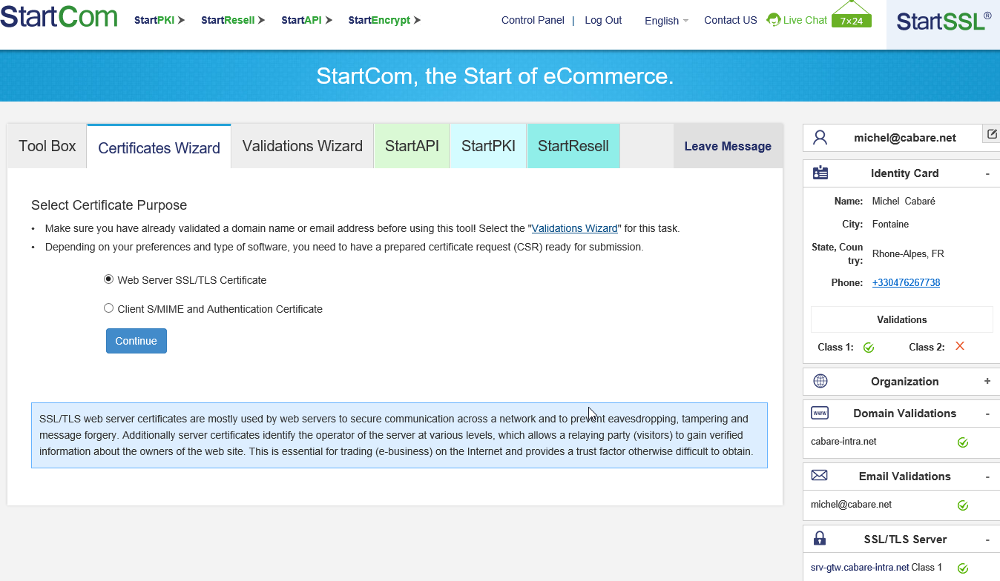 StartCom StartPKI StartResell StartAPI StartEncrypt Control Panel | Log Out English Contact US Live Chat 7×24 StartSSL®
StartCom, the Start of eCommerce.
Tool Box Certificates Wizard Validations Wizard StartAPI StartPKI StartResell Leave Message
Select Certificate Purpose
• Make sure you have already validated a domain name or email address before using this tool! Select the "Validations Wizard" for this task.
• Depending on your preferences and type of software, you need to have a prepared certificate request (CSR) ready for submission.
Web Server SSL/TLS Certificate
Client S/MIME and Authentication Certificate
Continue
SSL/TLS web server certificates are mostly used by web servers to secure communication across a network and to prevent eavesdropping, tampering and
message forgery. Additionally server certificates identify the operator of the server at various levels, which allows a relaying party (visitors) to gain verified
information about the owners of the web site. This is essential for trading (e-business) on the Internet and provides a trust factor otherwise difficult to obtain.
michel@cabare.net
Identity Card -
Name: Michel Cabaré
City: Fontaine
State, Coun
try: Rhone-Alpes, FR
Phone: +330476267738
Validations
Class 1: Class 2:
Organization +
www Domain Validations -
cabare-intra.net
Email Validations -
michel@cabare.net
SSL/TLS Server -
srv-gtw.cabare-intra.net Class 1